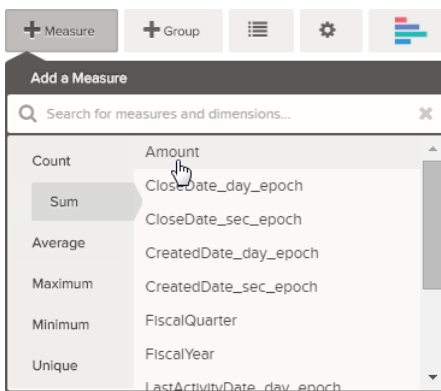 Measure Group
Add a Measure
Search for measures and dimensions...
Count
Sum
Average
Maximum
Minimum
Unique
Amount
CloseDate_day_epoch
CloseDate_sec_epoch
CreatedDate_day_epoch
CreatedDate_sec_epoch
FiscalQuarter
FiscalYear
LastActivityDate_day_epoch